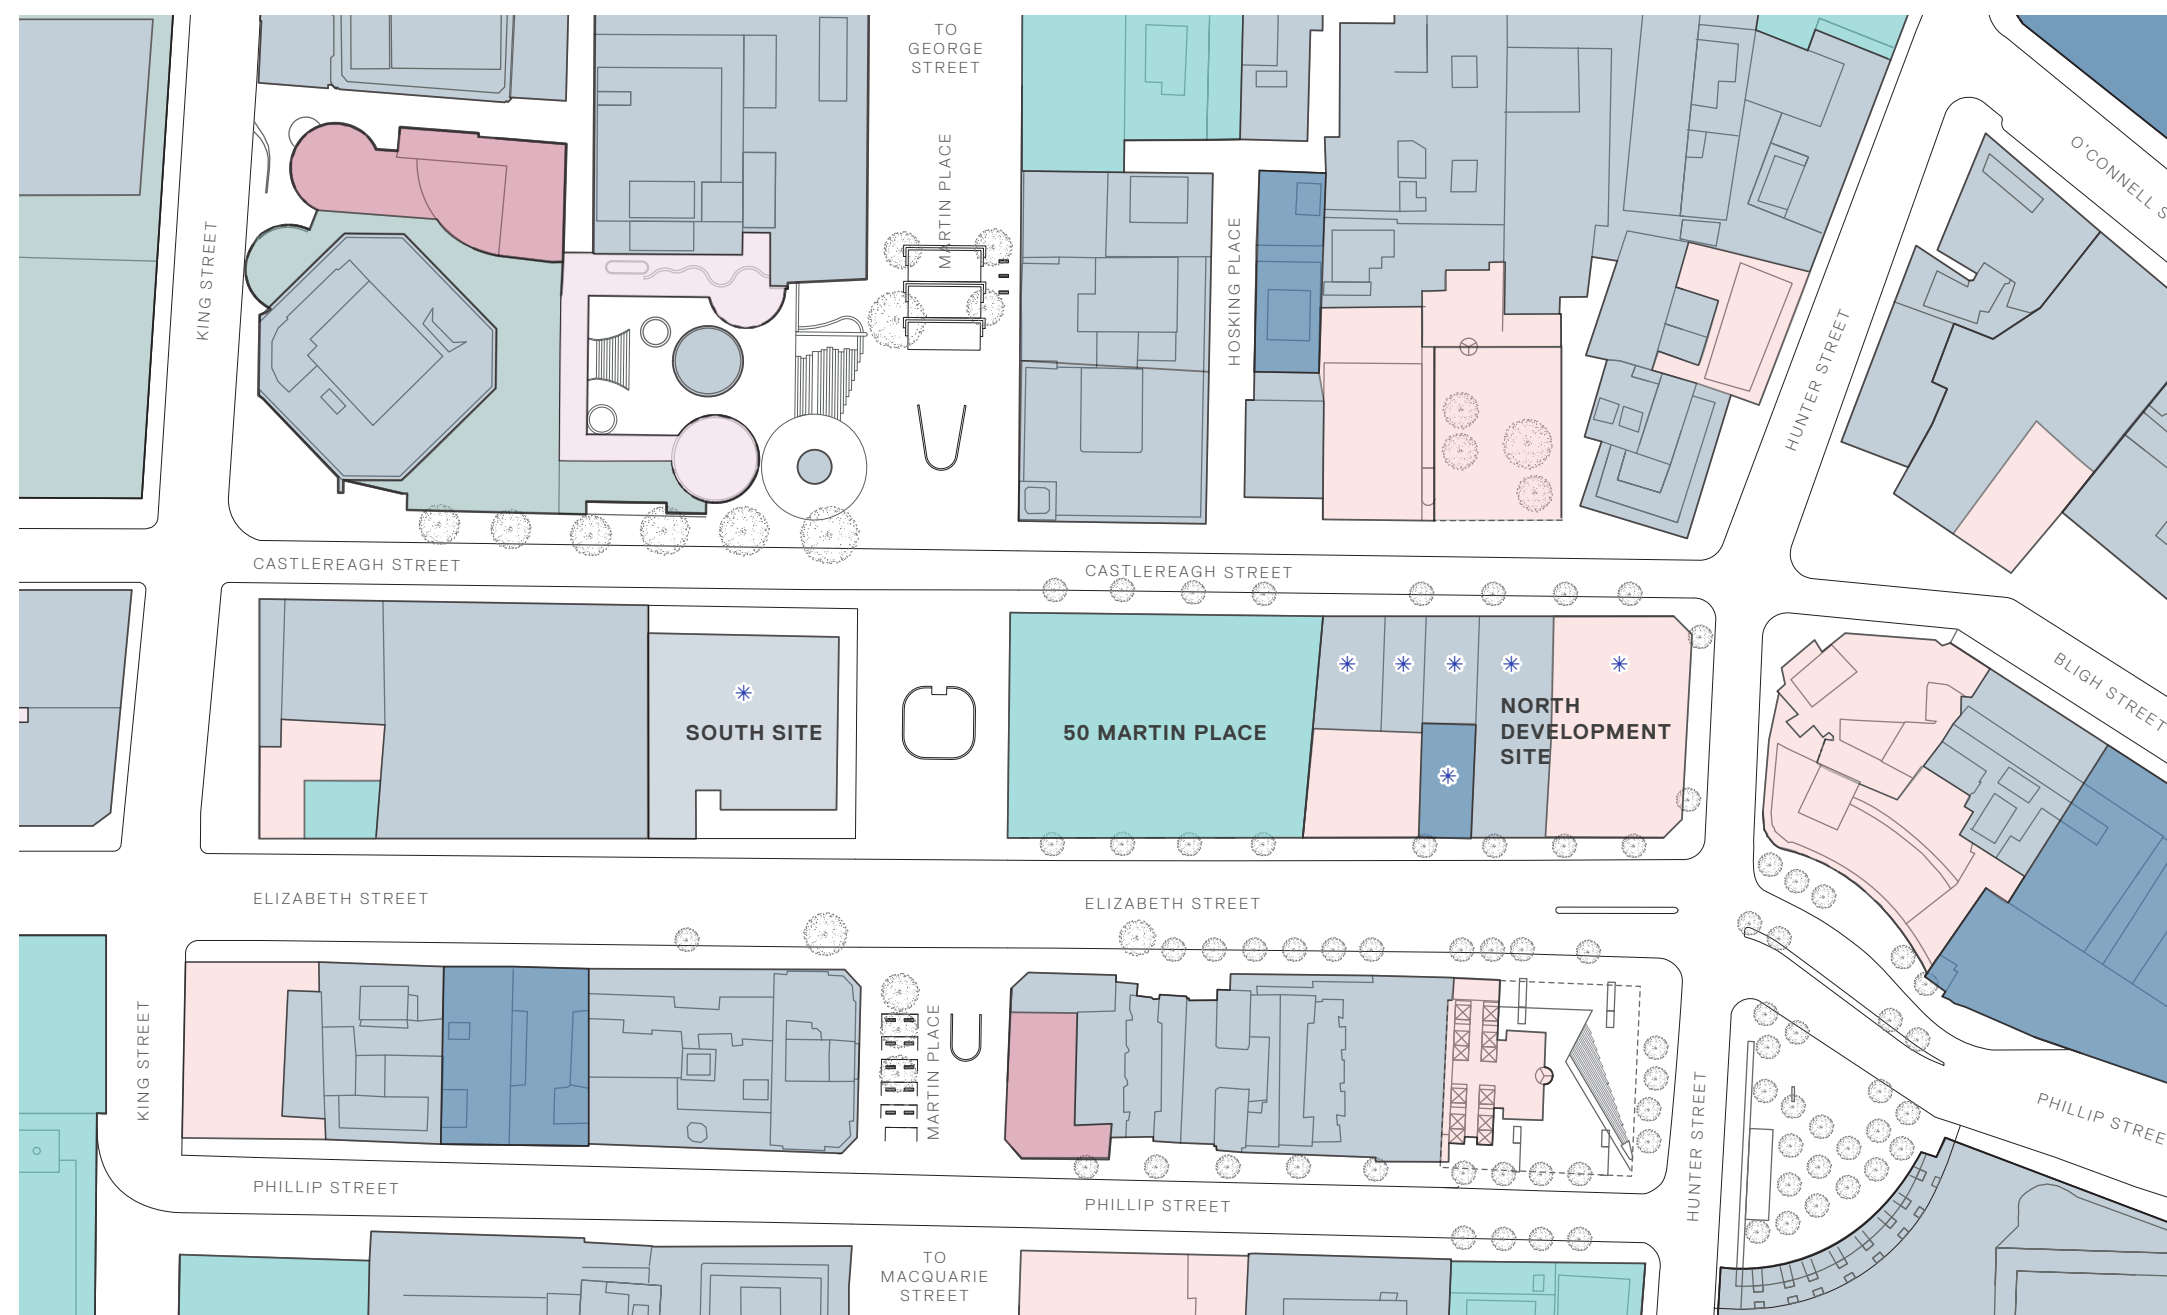 TO
GEORGE
STREET
MARTIN PLACE
O'CONNELL S
KING STREET
HOSKING PLACE
HUNTER STREET
CASTLEREAGH STREET
CASTLEREAGH STREET
BLIGH STREET
SOUTH SITE
50 MARTIN PLACE
NORTH
DEVELOPMENT
SITE
ELIZABETH STREET
ELIZABETH STREET
KING STREET
MARTIN PLACE
HUNTER STREET
PHILLIP STREE
PHILLIP STREET
PHILLIP STREET
TO
MACQUARIE
STREET